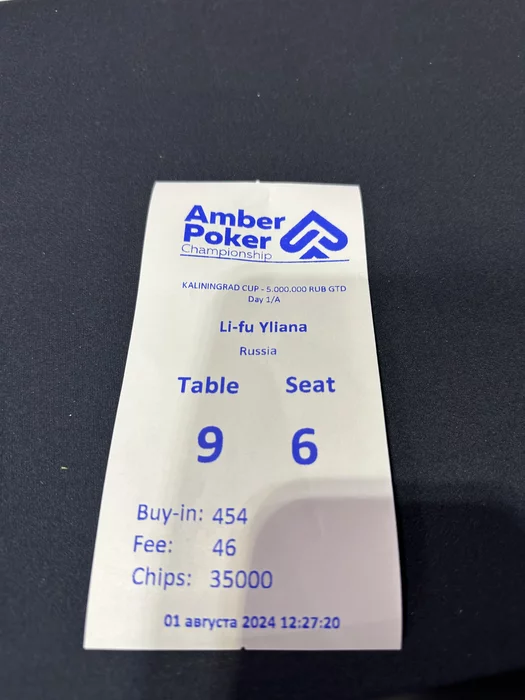 Amber
Poker
Championship
KALININGRAD CUP - 5.000.000 RUB GTD
Day 1/A
Li-fu Yliana
Russia
Table Seat
9 6
Buy-in: 454
Fee: 46
Chips: 35000
01 августа 2024 12:27:20